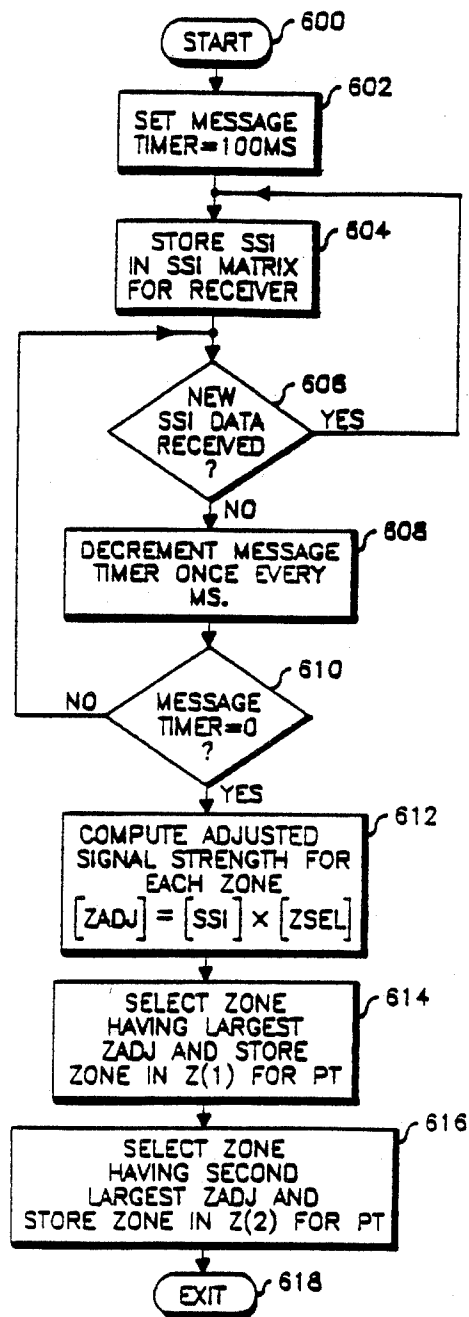 START
600
602
SET MESSAGE
TIMER=100MS
604
STORE SSI
IN SSI MATRIX
FOR RECEIVER
606
NEW
SSI DATA
RECEIVED
?
YES
NO
608
DECREMENT MESSAGE
TIMER ONCE EVERY
MS.
610
NO
MESSAGE
TIMER=0
?
YES
612
COMPUTE ADJUSTED
SIGNAL STRENGTH FOR
EACH ZONE
[ZADJ] = [SSI] × [ZSEL]
614
SELECT ZONE
HAVING LARGEST
ZADJ AND STORE
ZONE IN Z(1) FOR PT
616
SELECT ZONE
HAVING SECOND
LARGEST ZADJ AND
STORE ZONE IN Z(2) FOR PT
EXIT
618